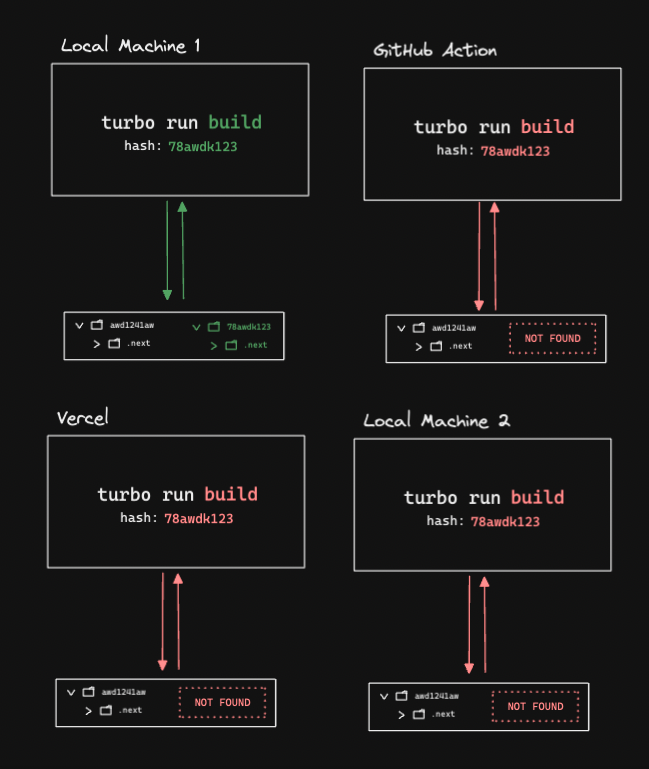 Local Machine 1
turbo run build
hash: 78awdk123
awd1241aw
.next
78awdk123
.next
GitHub Action
turbo run build
hash: 78awdk123
awd1241aw
.next
NOT FOUND
Vercel
turbo run build
hash: 78awdk123
awd1241aw
.next
NOT FOUND
Local Machine 2
turbo run build
hash: 78awdk123
awd1241aw
.next
NOT FOUND